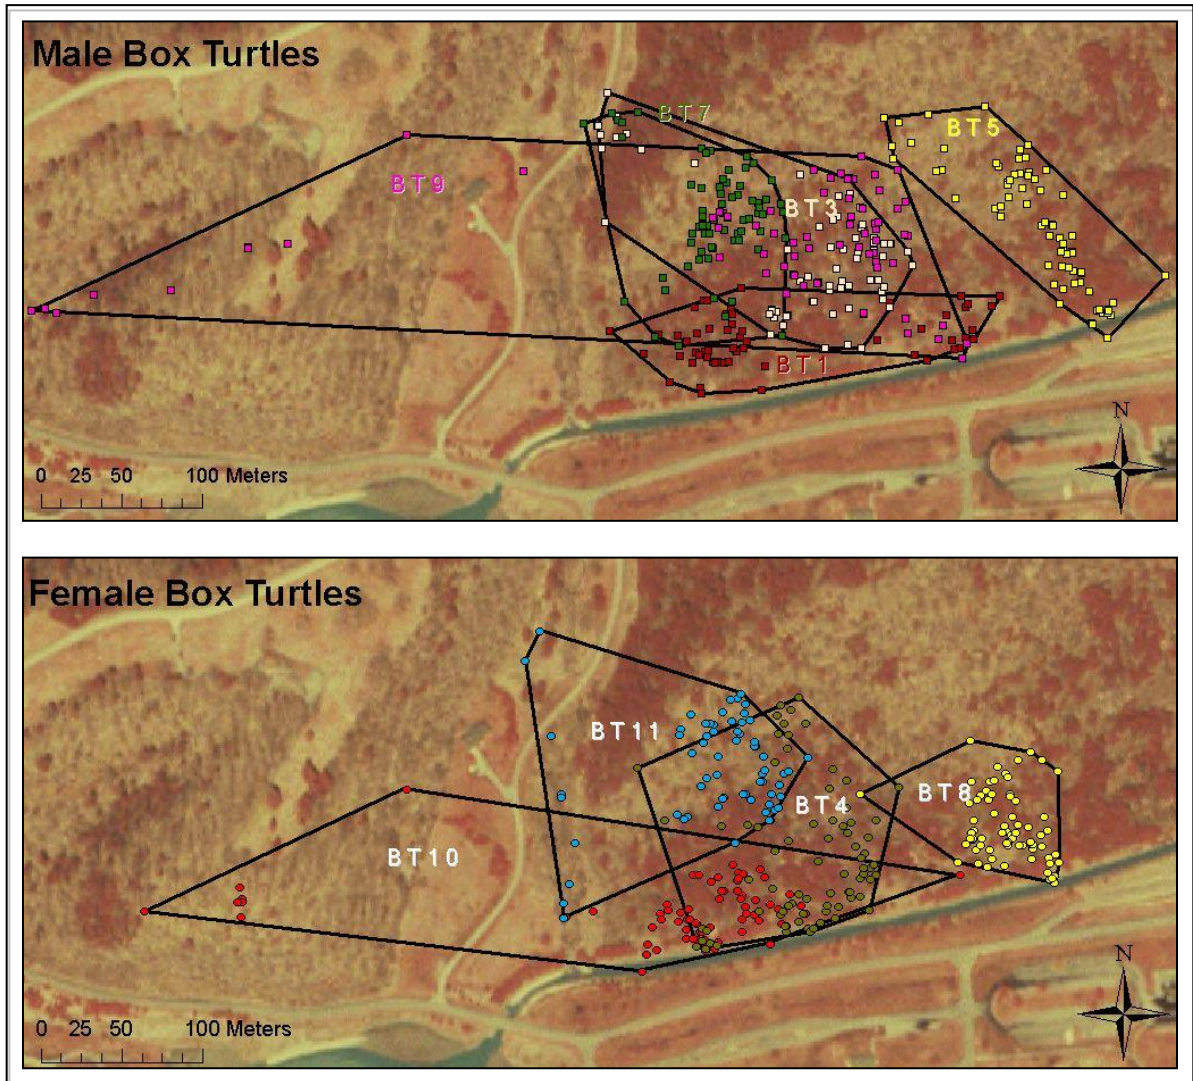 Male Box Turtles
BT7
BT5
BT9
BT3
BT1
N
0 25 50 100 Meters
Female Box Turtles
BT11
BT4
BT8
BT10
N
0 25 50 100 Meters